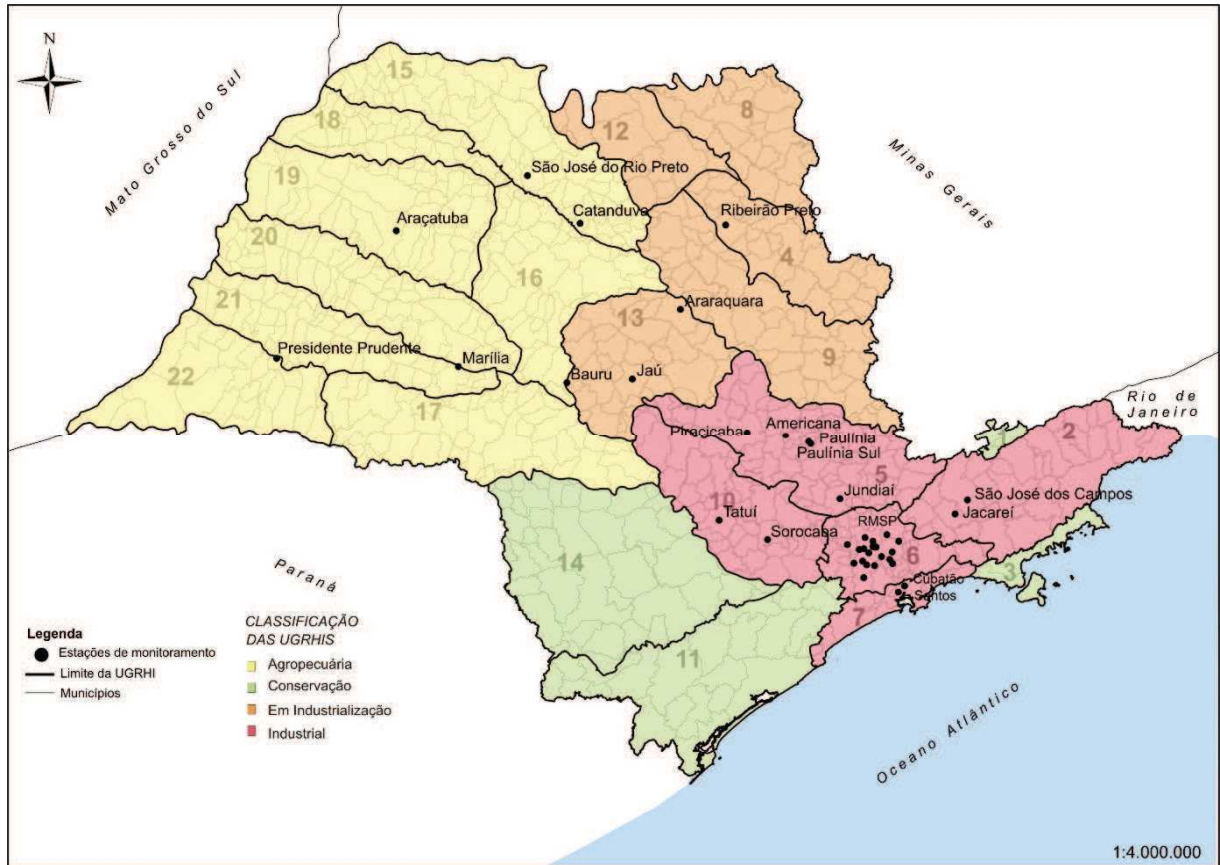 N
Mato Grosso do Sul
Minas Gerais
Rio de
Janeiro
Paraná
Oceano Atlântico
15
18
19
20
21
22
17
16
12
8
4
13
9
5
10
6
2
1
3
7
14
11
São José do Rio Preto
Catanduva
Araçatuba
Ribeirão Preto
Araraquara
Presidente Prudente
Marília
Bauru
Jaú
Piracicaba
Americana
Paulínia
Paulínia Sul
Jundiaí
São José dos Campos
Jacareí
Tatuí
Sorocaba
RMSP
Cubatão
Santos
Legenda
Estações de monitoramento
Limite da UGRHI
Municípios
CLASSIFICAÇÃO
DAS UGRHIS
Agropecuária
Conservação
Em Industrialização
Industrial
1:4.000.000